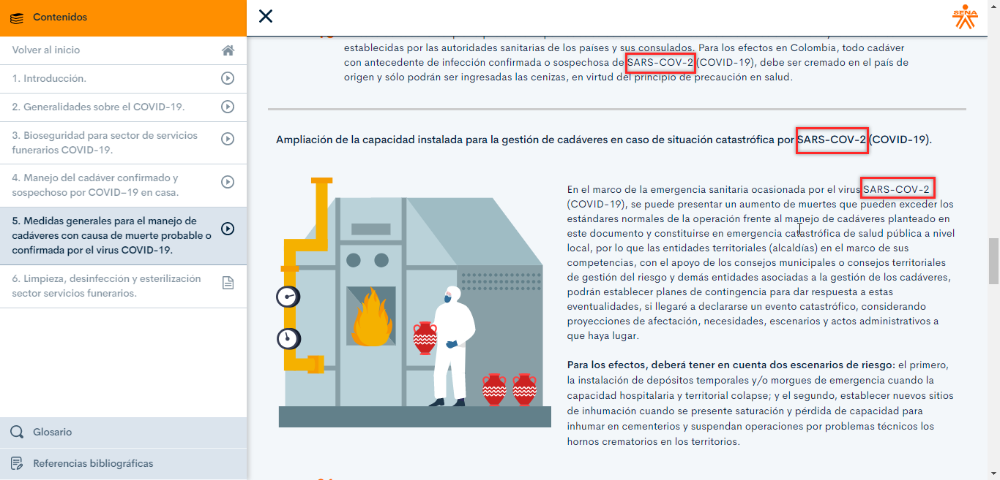 Contenidos
Volver al inicio
1. Introducción.
2. Generalidades sobre el COVID-19.
3. Bioseguridad para sector de servicios
funerarios COVID-19.
4. Manejo del cadáver confirmado y
sospechoso por COVID–19 en casa.
5. Medidas generales para el manejo de
cadáveres con causa de muerte probable o
confirmada por el virus COVID-19.
6. Limpieza, desinfección y esterilización
sector servicios funerarios.
Glosario
Referencias bibliográficas
SENA
establecidas por las autoridades sanitarias de los países y sus consulados. Para los efectos en Colombia, todo cadáver
con antecedente de infección confirmada o sospechosa de SARS-COV-2 (COVID-19), debe ser cremado en el país de
origen y sólo podrán ser ingresadas las cenizas, en virtud del principio de precaución en salud.
Ampliación de la capacidad instalada para la gestión de cadáveres en caso de situación catastrófica por SARS-COV-2 (COVID-19).
En el marco de la emergencia sanitaria ocasionada por el virus SARS-COV-2
(COVID-19), se puede presentar un aumento de muertes que pueden exceder los
estándares normales de la operación frente al manejo de cadáveres planteado en
este documento y constituirse en emergencia catastrófica de salud pública a nivel
local, por lo que las entidades territoriales (alcaldías) en el marco de sus
competencias, con el apoyo de los consejos municipales o consejos territoriales
de gestión del riesgo y demás entidades asociadas a la gestión de los cadáveres,
podrán establecer planes de contingencia para dar respuesta a estas
eventualidades, si llegaré a declararse un evento catastrófico, considerando
proyecciones de afectación, necesidades, escenarios y actos administrativos a
que haya lugar.
Para los efectos, deberá tener en cuenta dos escenarios de riesgo: el primero,
la instalación de depósitos temporales y/o morgues de emergencia cuando la
capacidad hospitalaria y territorial colapse; y el segundo, establecer nuevos sitios
de inhumación cuando se presente saturación y pérdida de capacidad para
inhumar en cementerios y suspendan operaciones por problemas técnicos los
hornos crematorios en los territorios.